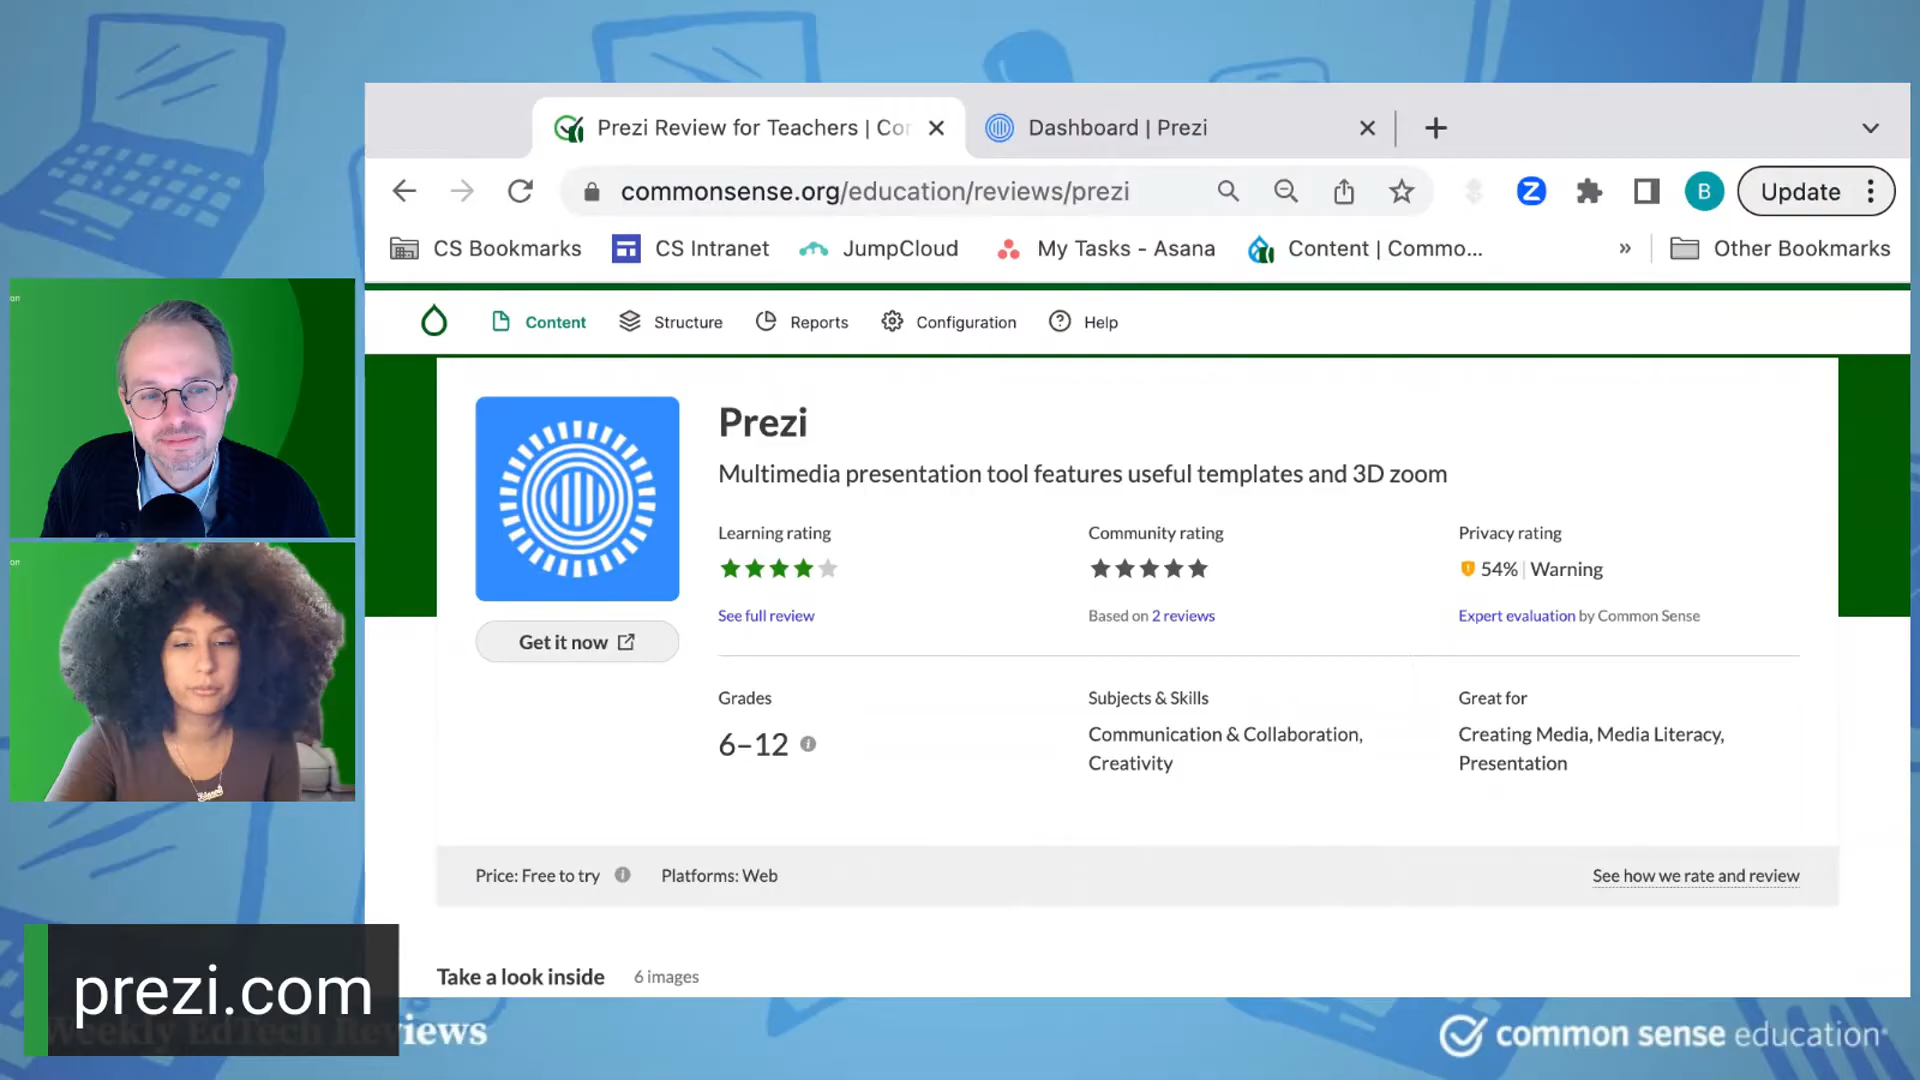 Prezi Review for Teachers | Cor
Dashboard | Prezi
commonsense.org/education/reviews/prezi
Z
B
Update
CS Bookmarks
CS Intranet
JumpCloud
My Tasks - Asana
Content | Commo...
»
Other Bookmarks
Content
Structure
Reports
Configuration
Help
Prezi
Multimedia presentation tool features useful templates and 3D zoom
Learning rating
Community rating
Privacy rating
54% | Warning
See full review
Based on 2 reviews
Expert evaluation by Common Sense
Get it now
Grades
Subjects & Skills
Great for
6–12
Communication & Collaboration,
Creativity
Creating Media, Media Literacy,
Presentation
Price: Free to try
Platforms: Web
See how we rate and review
Take a look inside
6 images
on
on
prezi.com
Weekly EdTech Reviews
common sense education